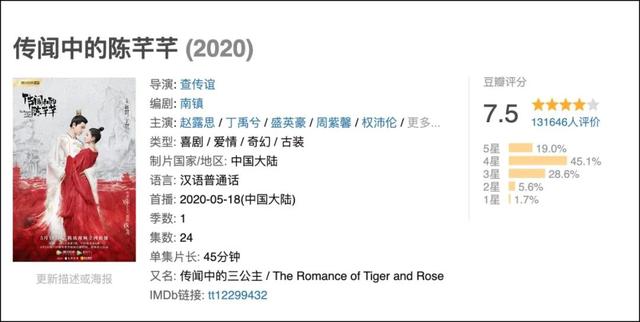 传闻中的陈芊芊 (2020)
导演: 查传谊
编剧: 南镇
主演: 赵露思 / 丁禹兮 / 盛英豪 / 周紫馨 / 权沛伦 / 更多...
类型: 喜剧 / 爱情 / 奇幻 / 古装
制片国家/地区: 中国大陆
语言: 汉语普通话
首播: 2020-05-18(中国大陆)
季数: 1
集数: 24
单集片长: 45分钟
又名: 传闻中的三公主 / The Romance of Tiger and Rose
IMDb链接: tt12299432
豆瓣评分
7.5
131646人评价
5星 19.0%
4星 45.1%
3星 28.6%
2星 5.6%
1星 1.7%
传闻中的
陈芊芊
更新描述或海报